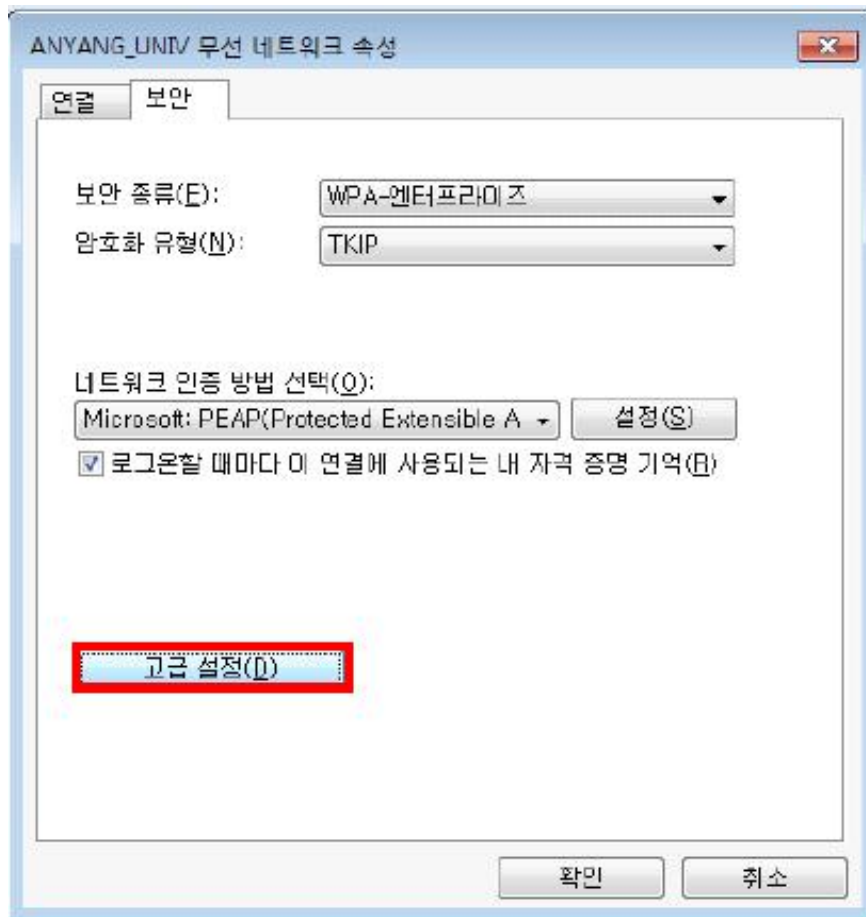 ANYANG_UNIV 무선 네트워크 속성
연결 보안
보안 종류(E): WPA-엔터프라이즈
암호화 유형(N): TKIP
네트워크 인증 방법 선택(O):
Microsoft: PEAP(Protected Extensible A 설정(S)
로그온할 때마다 이 연결에 사용되는 내 자격 증명 기억(R)
고급 설정(D)
확인 취소